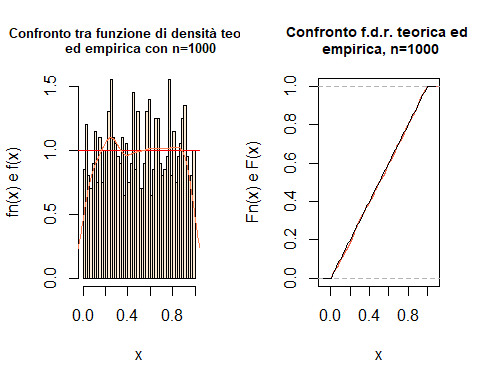 Confronto tra funzione di densità teo
ed empirica con n=1000
fn(x) e f(x)
1.5
1.0
0.5
0.0
0.0 0.4 0.8
x
Confronto f.d.r. teorica ed
empirica, n=1000
Fn(x) e F(x)
1.0
0.8
0.6
0.4
0.2
0.0
0.0 0.4 0.8
x